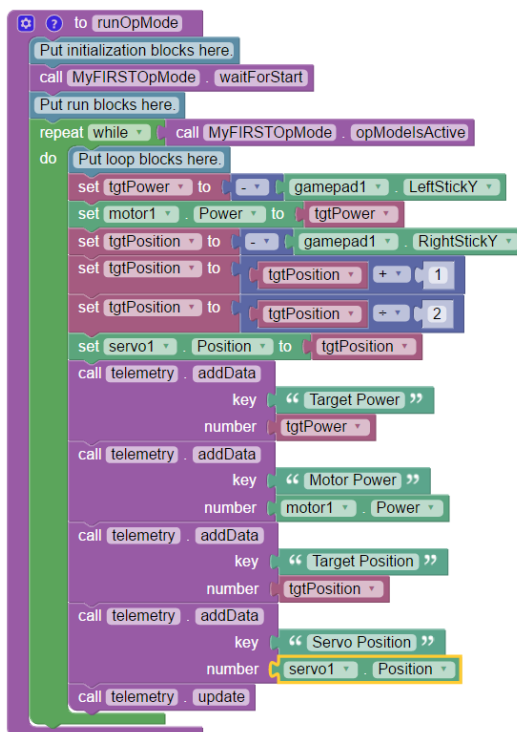 ? to runOpMode
Put initialization blocks here.
call MyFIRSTOpMode . waitForStart
Put run blocks here.
repeat while call MyFIRSTOpMode . opModeIsActive
do Put loop blocks here.
set tgtPower to - gamepad1 . LeftStickY
set motor1 . Power to tgtPower
set tgtPosition to - gamepad1 . RightStickY
set tgtPosition to tgtPosition + 1
set tgtPosition to tgtPosition ÷ 2
set servo1 . Position to tgtPosition
call telemetry . addData
key “ Target Power ”
number tgtPower
call telemetry . addData
key “ Motor Power ”
number motor1 . Power
call telemetry . addData
key “ Target Position ”
number tgtPosition
call telemetry . addData
key “ Servo Position ”
number servo1 . Position
call telemetry . update